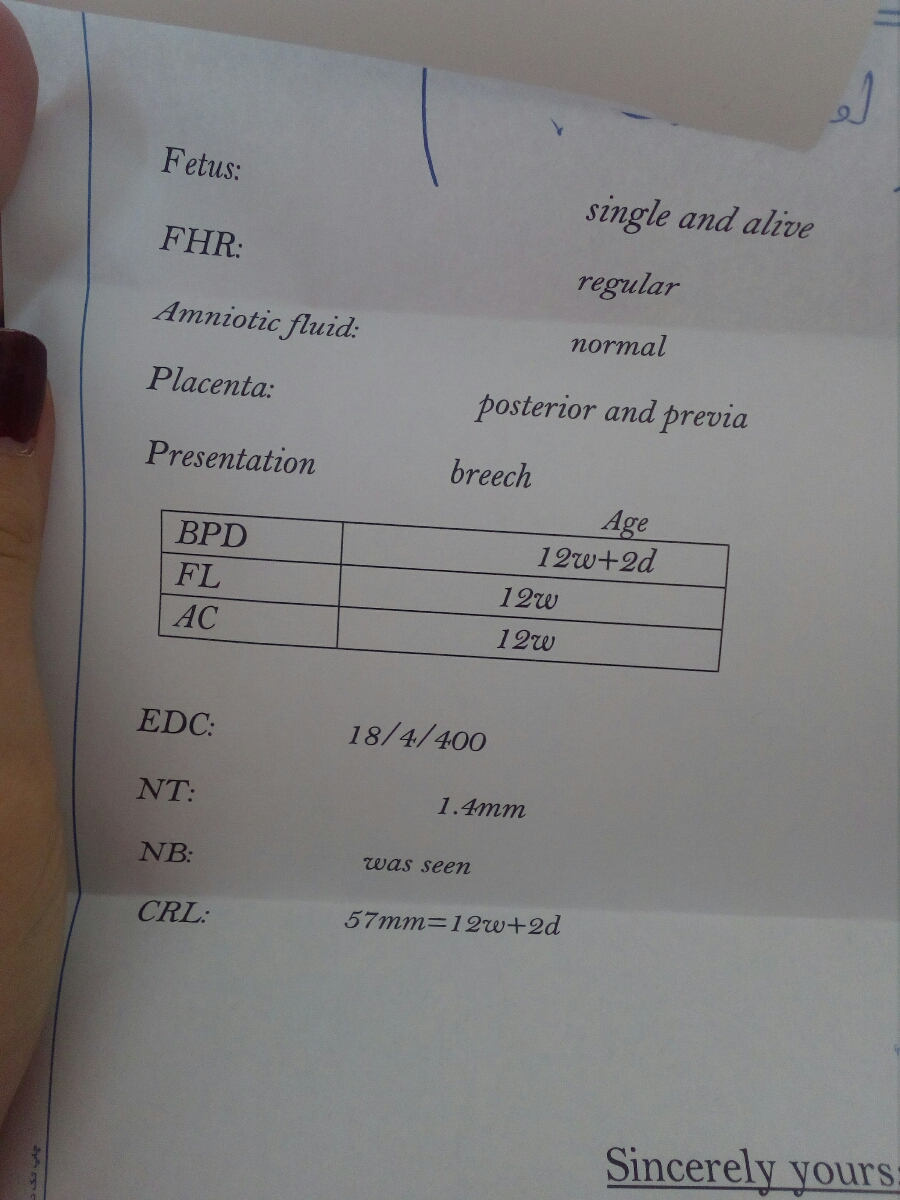 Fetus: single and alive
FHR: regular
Amniotic fluid: normal
Placenta: posterior and previa
Presentation breech
Age
BPD 12w+2d
FL 12w
AC 12w
EDC: 18/4/400
NT: 1.4mm
NB: was seen
CRL: 57mm=12w+2d
Sincerely yours: